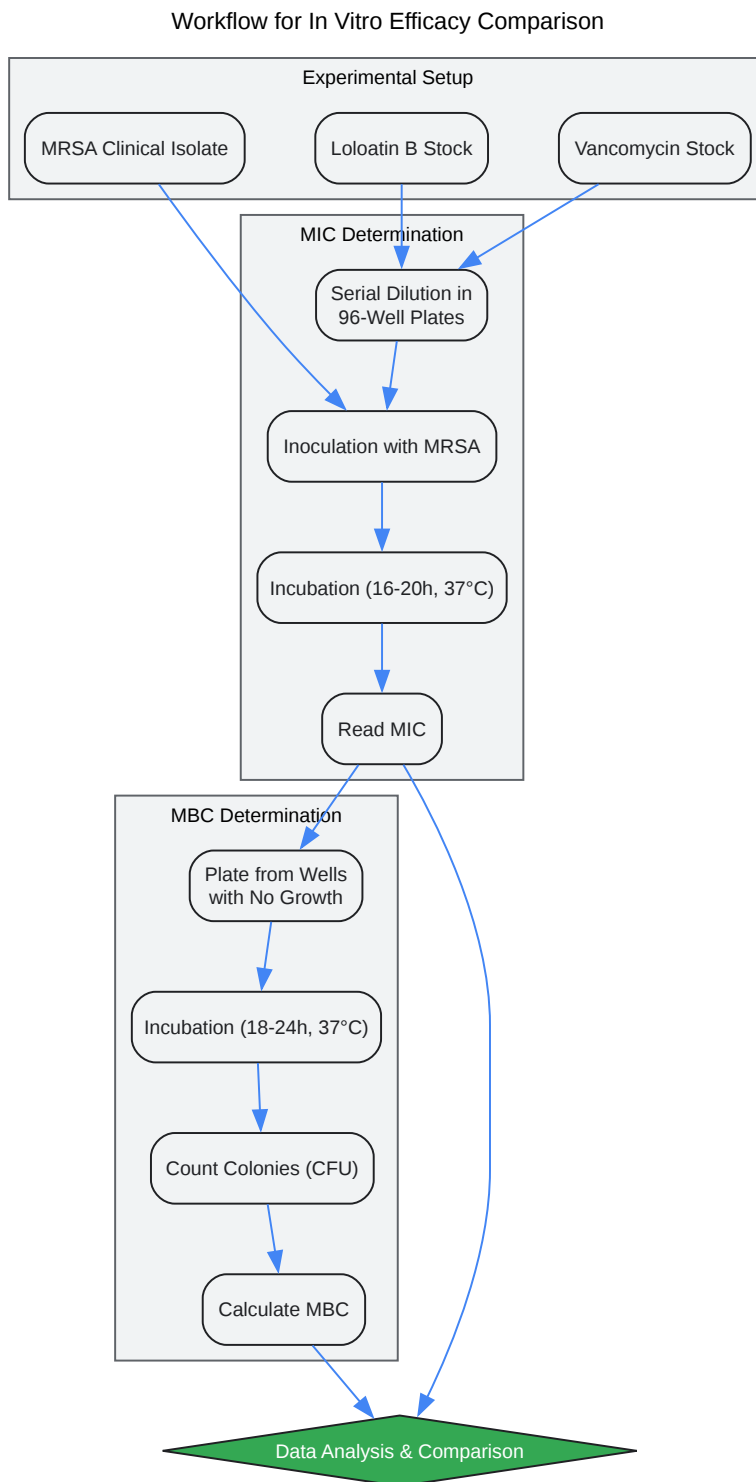 Workflow for In Vitro Efficacy Comparison
Experimental Setup
MRSA Clinical Isolate
Loloatin B Stock
Vancomycin Stock
MIC Determination
Serial Dilution in
96-Well Plates
Inoculation with MRSA
Incubation (16-20h, 37°C)
Read MIC
MBC Determination
Plate from Wells
with No Growth
Incubation (18-24h, 37°C)
Count Colonies (CFU)
Calculate MBC
Data Analysis & Comparison